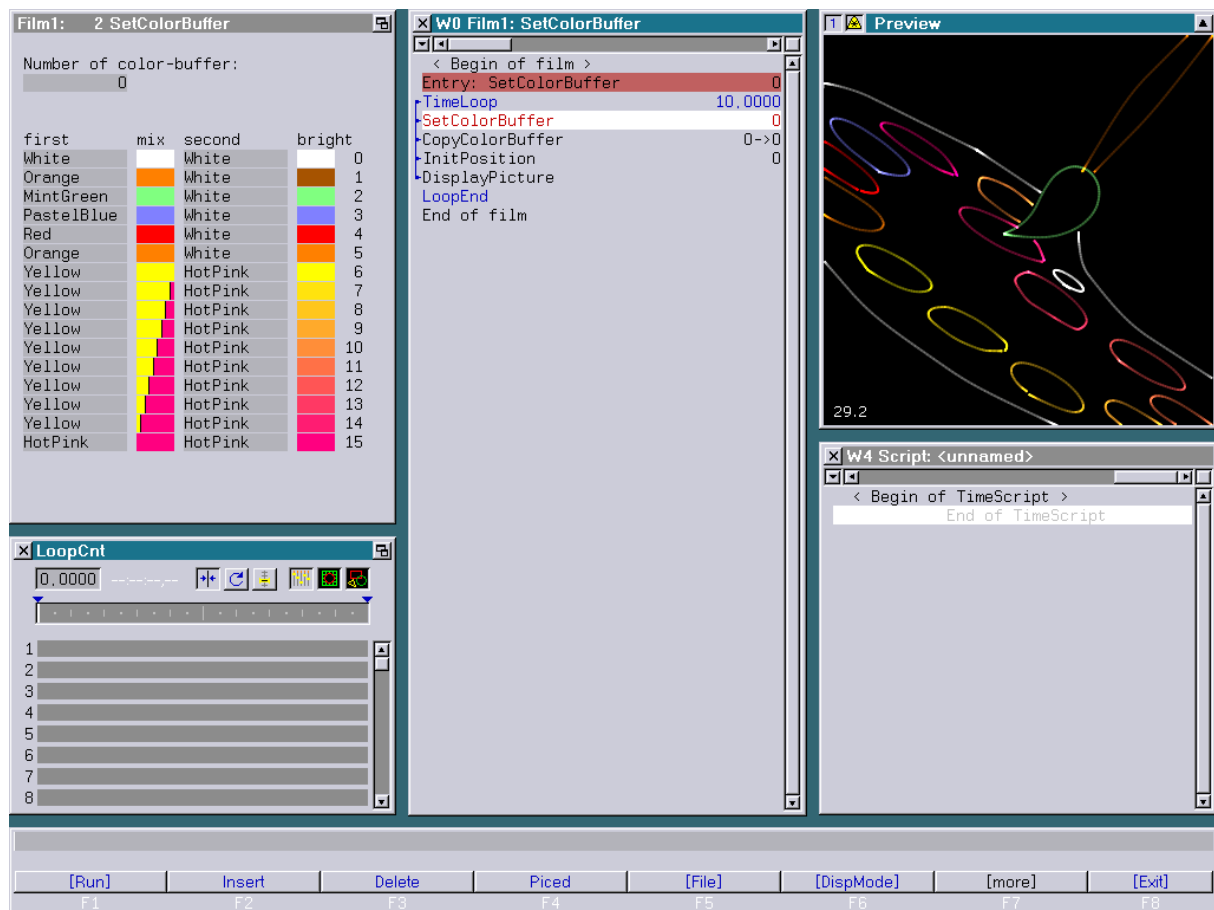 Film1: 2 SetColorBuffer
Number of color-buffer:
0
first mix second bright
White White 0
Orange White 1
MintGreen White 2
PastelBlue White 3
Red White 4
Orange White 5
Yellow HotPink 6
Yellow HotPink 7
Yellow HotPink 8
Yellow HotPink 9
Yellow HotPink 10
Yellow HotPink 11
Yellow HotPink 12
Yellow HotPink 13
Yellow HotPink 14
HotPink HotPink 15
LoopCnt
0,0000 --:--:--,--
1
2
3
4
5
6
7
8
W0 Film1: SetColorBuffer
< Begin of film >
Entry: SetColorBuffer 0
TimeLoop 10,0000
SetColorBuffer 0
CopyColorBuffer 0->0
InitPosition 0
DisplayPicture
LoopEnd
End of film
1 Preview
29.2
W4 Script: <unnamed>
< Begin of TimeScript >
End of TimeScript
[Run] Insert Delete Piced [File] [DispMode] [more] [Exit]
F1 F2 F3 F4 F5 F6 F7 F8